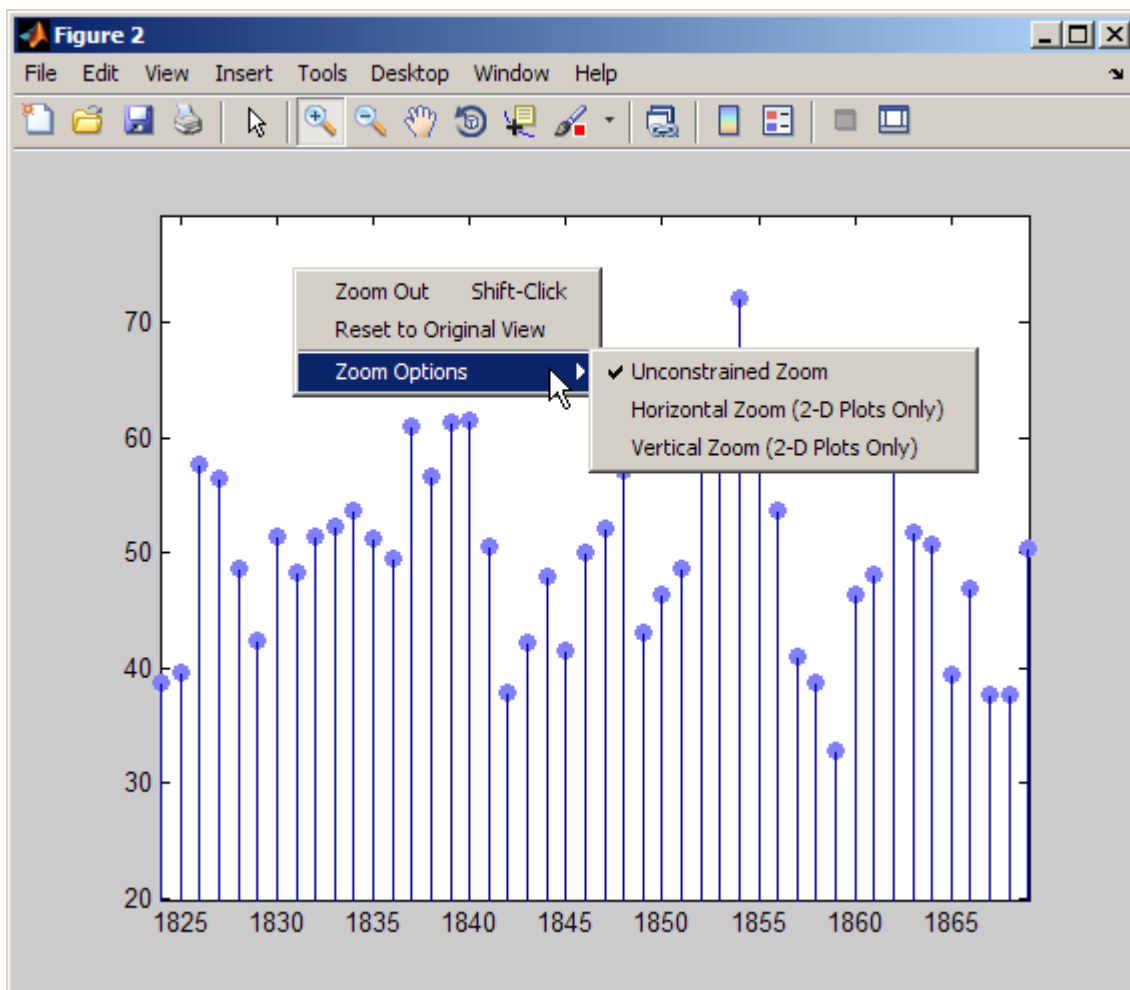 Figure 2
File Edit View Insert Tools Desktop Window Help
Zoom Out Shift-Click
Reset to Original View
Zoom Options
Unconstrained Zoom
Horizontal Zoom (2-D Plots Only)
Vertical Zoom (2-D Plots Only)
70
60
50
40
30
20
1825 1830 1835 1840 1845 1850 1855 1860 1865